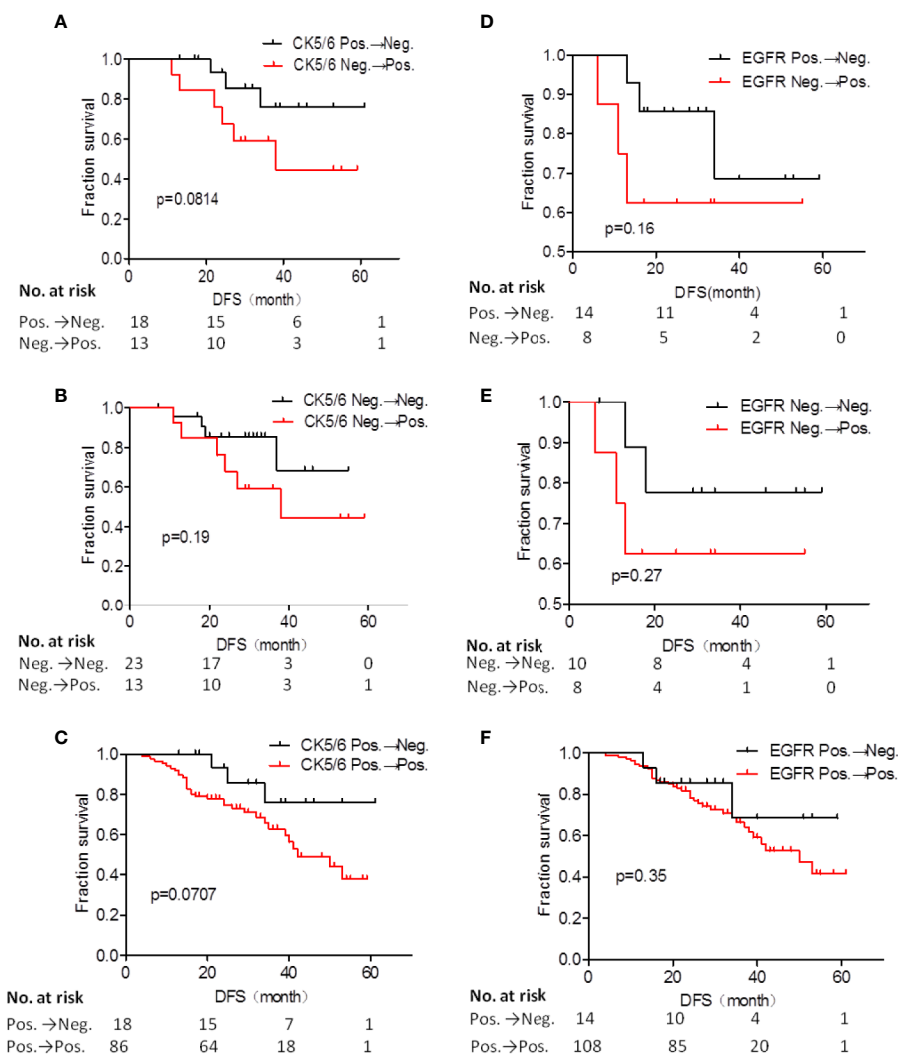 A
CK5/6 Pos.→Neg.
CK5/6 Neg.→Pos.
Fraction survival
1.0
0.8
0.6
0.4
0.2
0.0
p=0.0814
0 20 40 60
DFS（month）
No. at risk
Pos. →Neg. 18 15 6 1
Neg.→Pos. 13 10 3 1
D
EGFR Pos.→Neg.
EGFR Neg.→Pos.
Fraction survival
1.0
0.9
0.8
0.7
0.6
0.5
p=0.16
0 20 40 60
DFS(month)
No. at risk
Pos. →Neg. 14 11 4 1
Neg.→Pos. 8 5 2 0
B
CK5/6 Neg.→Neg.
CK5/6 Neg.→Pos.
Fraction survival
1.0
0.8
0.6
0.4
0.2
0.0
p=0.19
0 20 40 60
DFS（month）
No. at risk
Neg. →Neg. 23 17 3 0
Neg.→Pos. 13 10 3 1
E
EGFR Neg.→Neg.
EGFR Neg.→Pos.
Fraction survival
1.0
0.9
0.8
0.7
0.6
0.5
p=0.27
0 20 40 60
DFS（month）
No. at risk
Neg. →Neg. 10 8 4 1
Neg.→Pos. 8 4 1 0
C
CK5/6 Pos.→Neg.
CK5/6 Pos.→Pos.
Fraction survival
1.0
0.8
0.6
0.4
0.2
0.0
p=0.0707
0 20 40 60
DFS（month）
No. at risk
Pos. →Neg. 18 15 7 1
Pos.→Pos. 86 64 18 1
F
EGFR Pos.→Neg.
EGFR Pos.→Pos.
Fraction survival
1.0
0.8
0.6
0.4
0.2
0.0
p=0.35
0 20 40 60
DFS （month）
No. at risk
Pos. →Neg. 14 10 4 1
Pos.→Pos. 108 85 20 1